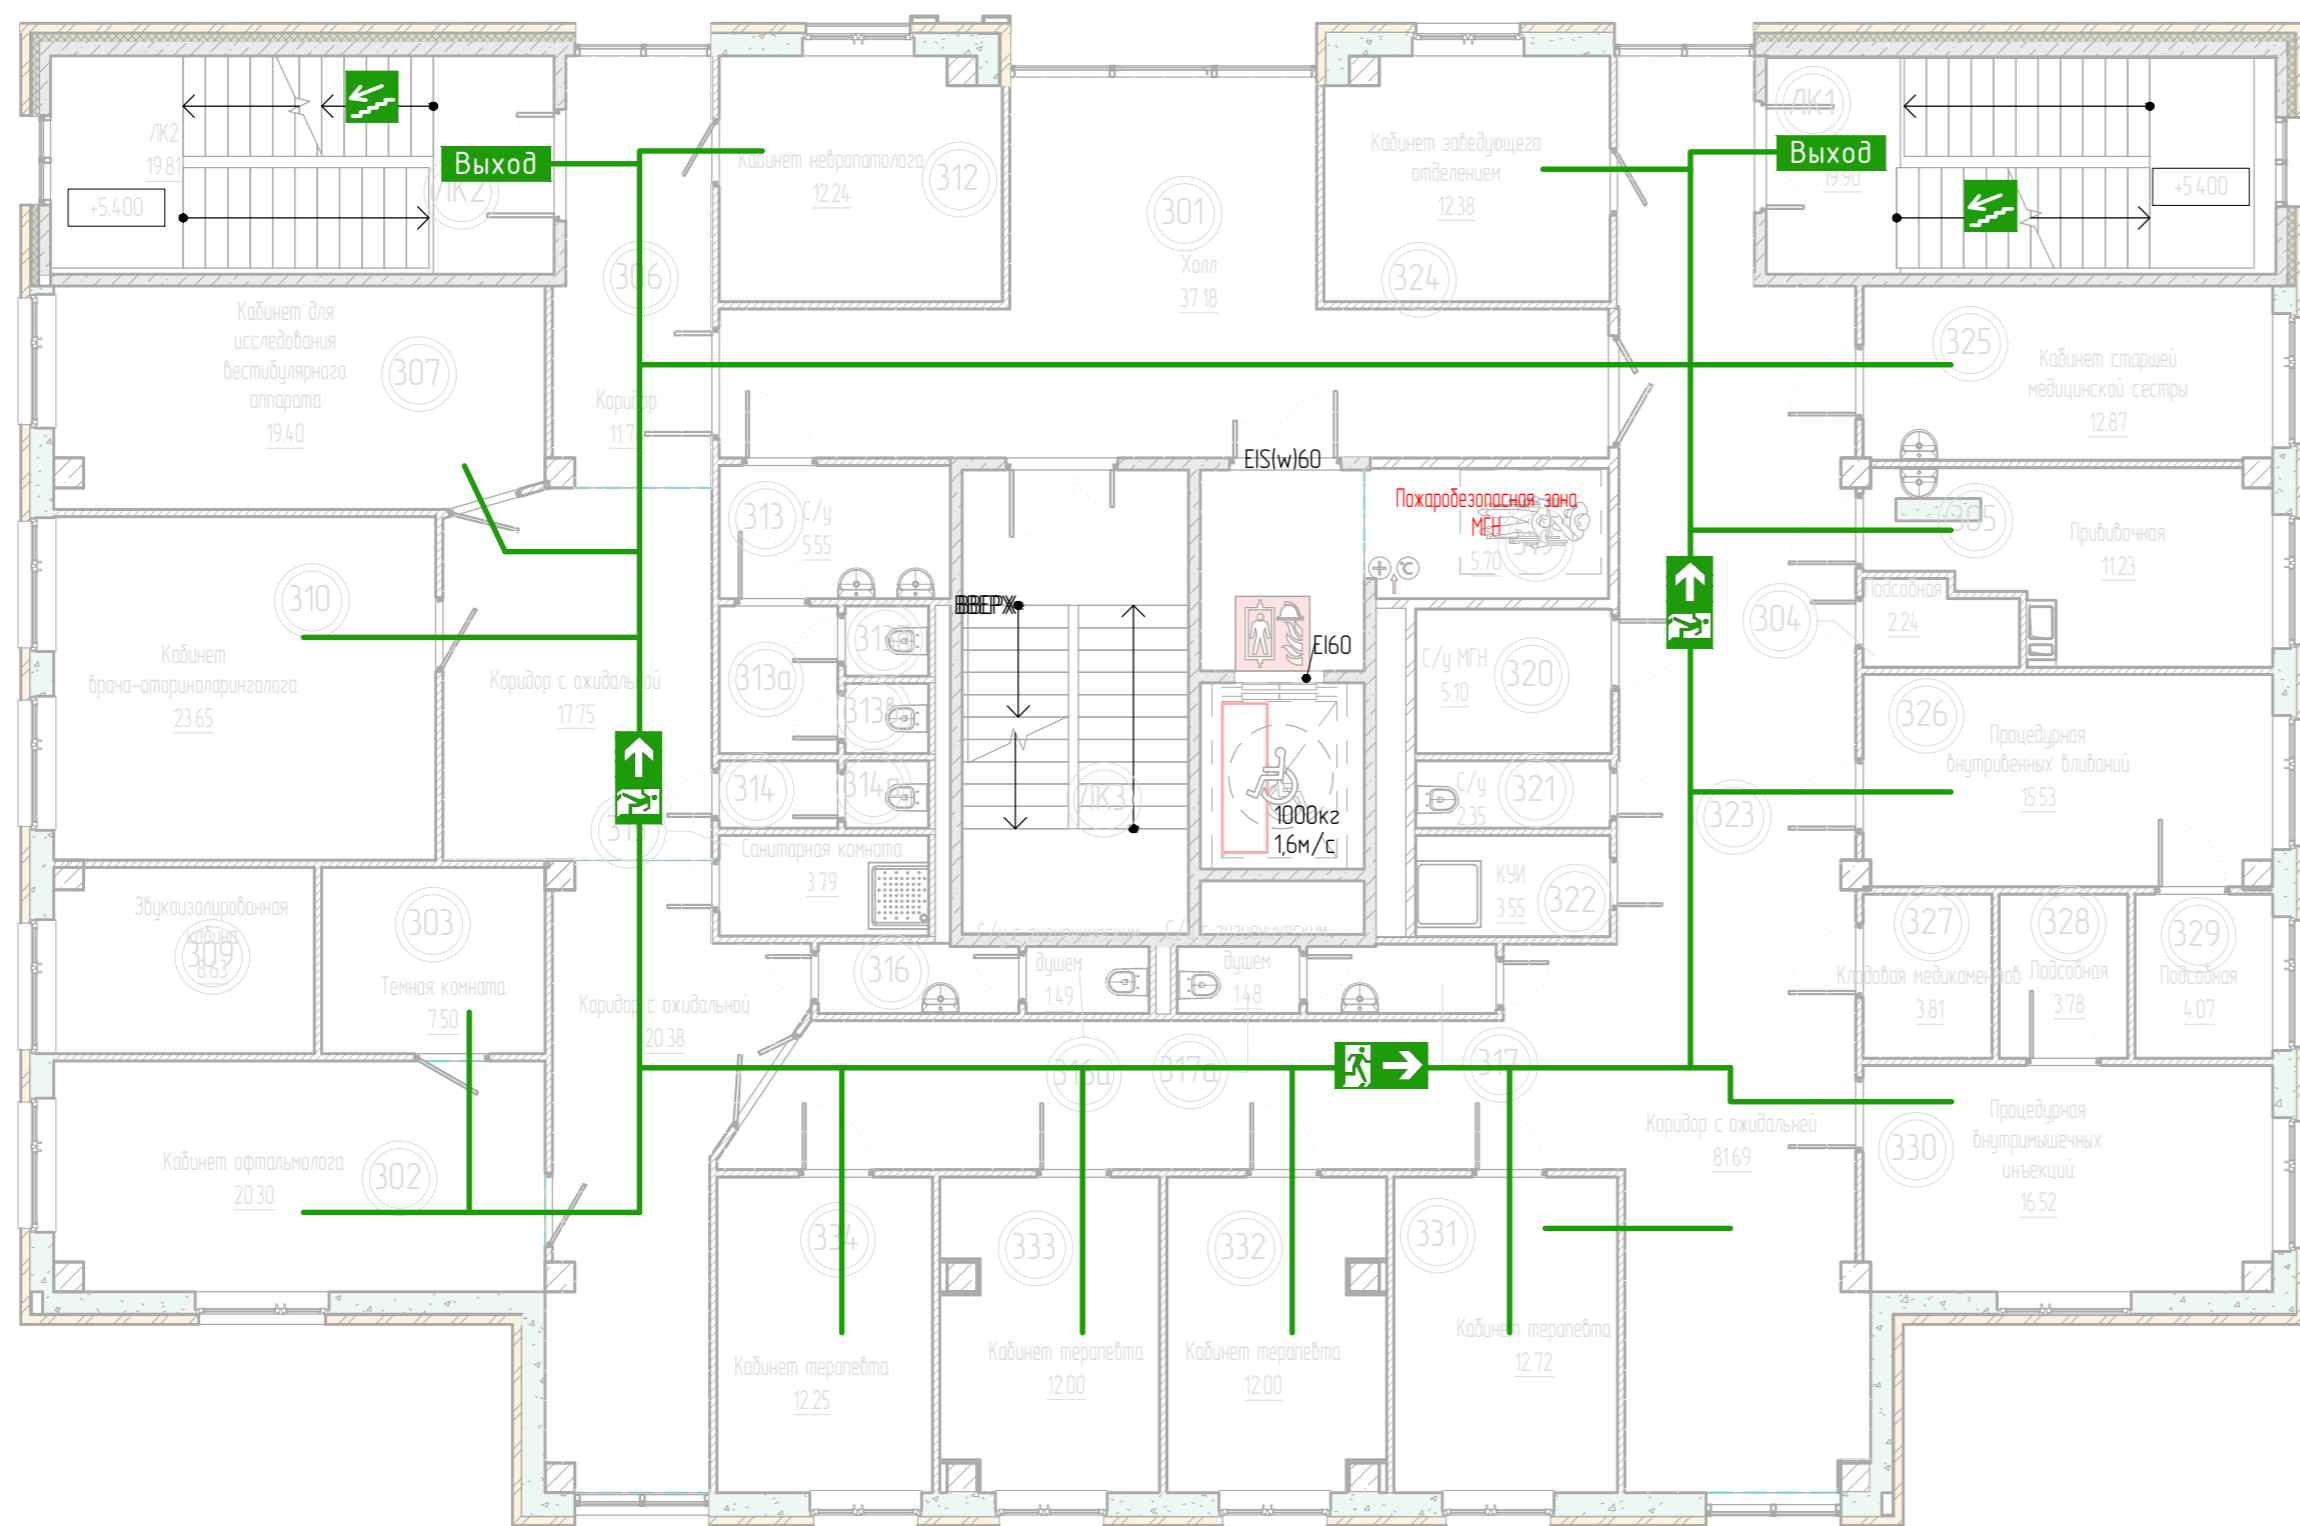 ЛК2
19.81
ЛК2
Выход
+5.400
Кабинет невропатолога
12.24
312
301
Холл
37.18
Кабинет заведующего
отделением
12.38
324
ЛК1
Выход
19.90
+5.400
306
Коридор
Кабинет для
исследования
вестибулярного
аппарата
19.40
307
325
Кабинет старшей
медицинской сестры
12.87
313
С/у
5.55
EIS(w)60
Пожаробезопасная зона
МГН
5.70
Прививочная
11.23
Подсобная
2.24
304
310
Кабинет
врача-оториноларинголога
23.65
Коридор с ожидальной
17.75
313а
ВВЕРХ
EI60
С/у МГН
5.10
320
326
Процедурная
внутривенных вливаний
15.53
314
314а
ЛК3
1000кг
1,6м/с
С/у
2.35
321
323
Санитарная комната
3.79
КУИ
3.55
322
Звукоизолированная
кабина
8.63
309
303
Темная комната
7.50
Коридор с ожидальной
20.38
316
душем
1.49
душем
1.48
316а
317а
317
327
Кладовая медикаментов
3.81
328
Подсобная
3.78
329
Подсобная
4.07
Кабинет офтальмолога
20.30
302
Коридор с ожидальней
81.69
330
Процедурная
внутримышечных
инъекций
16.52
334
Кабинет терапевта
12.25
333
Кабинет терапевта
12.00
332
Кабинет терапевта
12.00
331
Кабинет терапевта
12.72